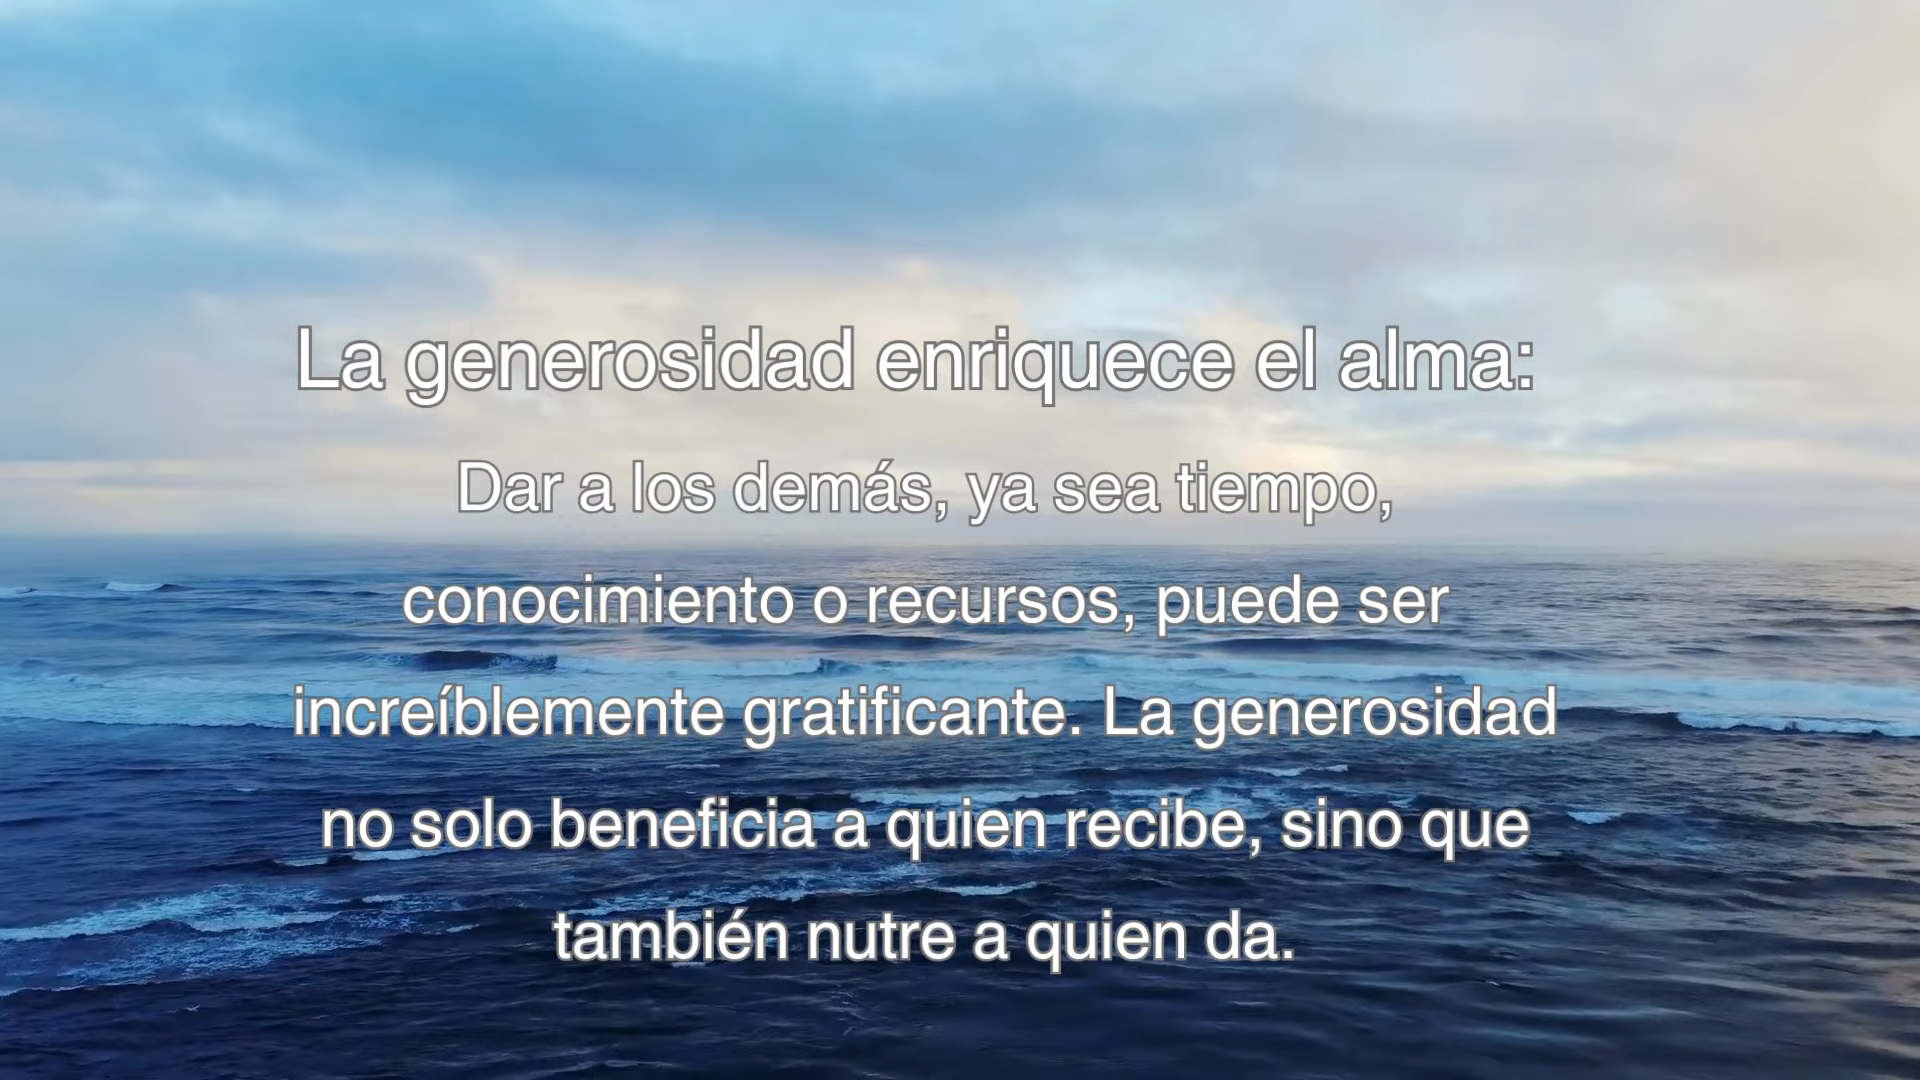 La generosidad enriquece el alma:
Dar a los demás, ya sea tiempo,
conocimiento o recursos, puede ser
increíblemente gratificante. La generosidad
no solo beneficia a quien recibe, sino que
también nutre a quien da.